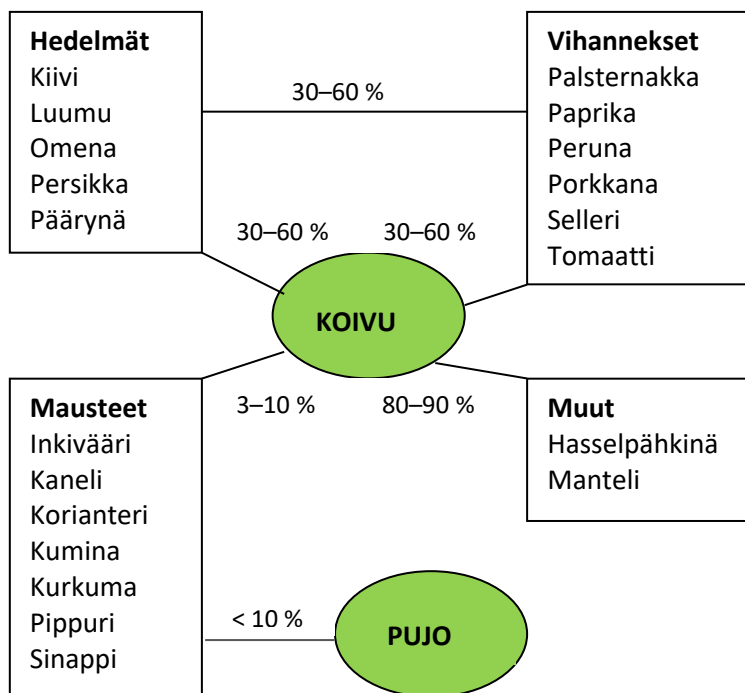 Hedelmät
Kiivi
Luumu
Omena
Persikka
Päärynä
30–60 %
Vihannekset
Palsternakka
Paprika
Peruna
Porkkana
Selleri
Tomaatti
30–60 %
30–60 %
KOIVU
3–10 %
80–90 %
Mausteet
Inkivääri
Kaneli
Korianteri
Kumina
Kurkuma
Pippuri
Sinappi
Muut
Hasselpähkinä
Manteli
< 10 %
PUJO